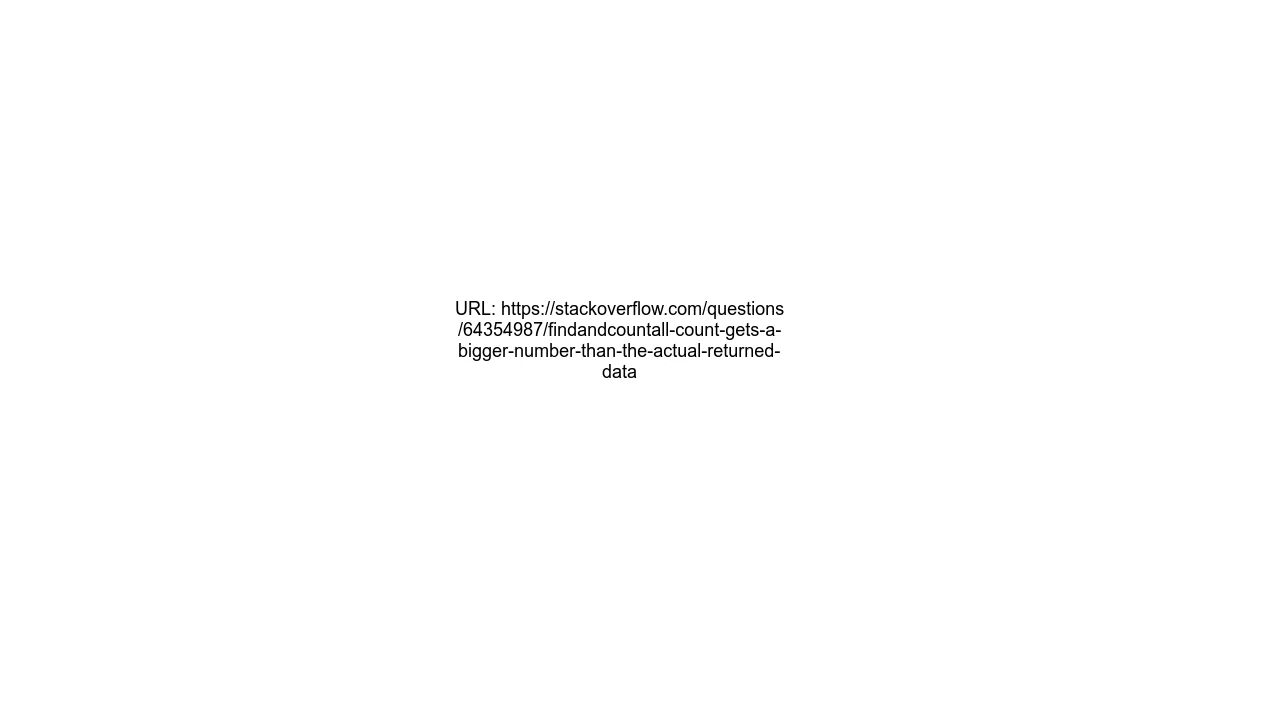 URL: https://stackoverflow.com/questions
/64354987/findandcountall-count-gets-a-
bigger-number-than-the-actual-returned-
data